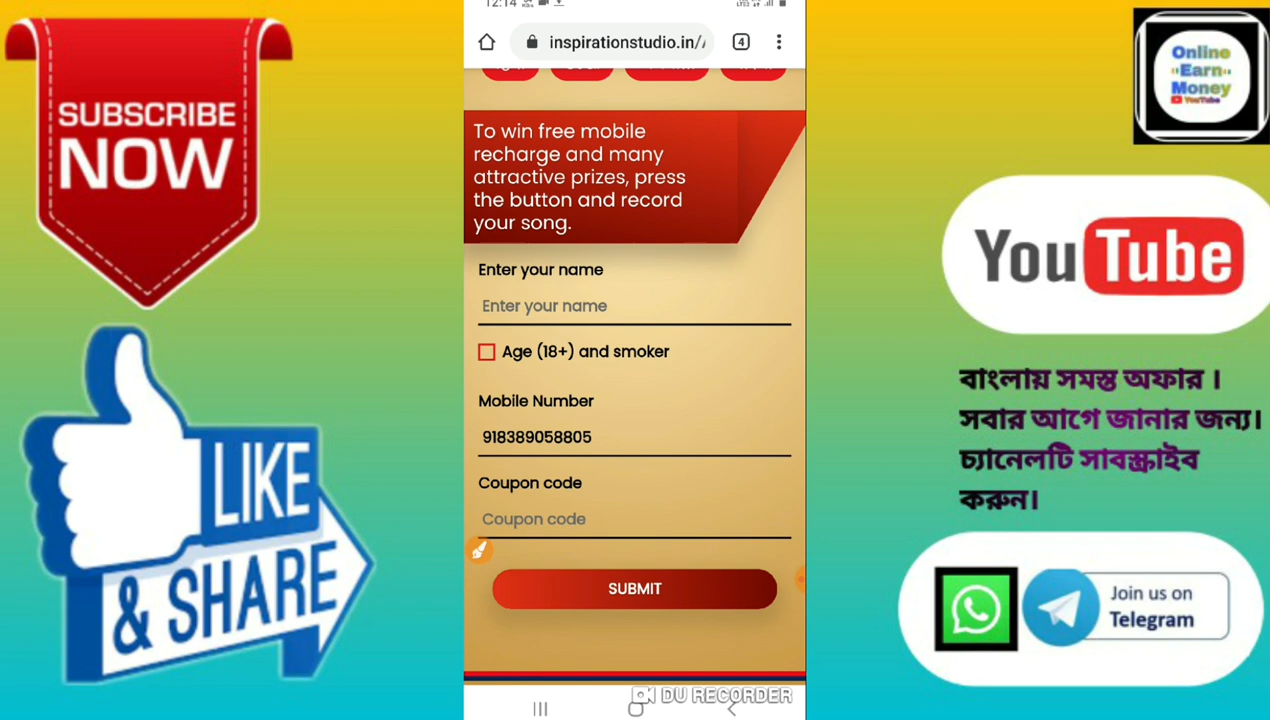 SUBSCRIBE
NOW
LIKE
& SHARE
12:14
inspirationstudio.in/
4
To win free mobile
recharge and many
attractive prizes, press
the button and record
your song.
Enter your name
Enter your name
Age (18+) and smoker
Mobile Number
918389058805
Coupon code
Coupon code
SUBMIT
DU RECORDER
Online
Earn
Money
YouTube
YouTube
বাংলায় সমস্ত অফার ।
সবার আগে জানার জন্য।
চ্যানেলটি সাবস্ক্রাইব
করুন।
Join us on
Telegram